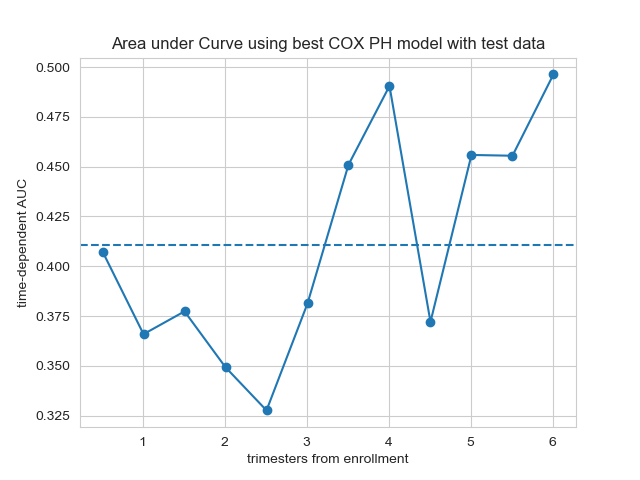 Area under Curve using best COX PH model with test data
time-dependent AUC
0.500
0.475
0.450
0.425
0.400
0.375
0.350
0.325
1 2 3 4 5 6
trimesters from enrollment